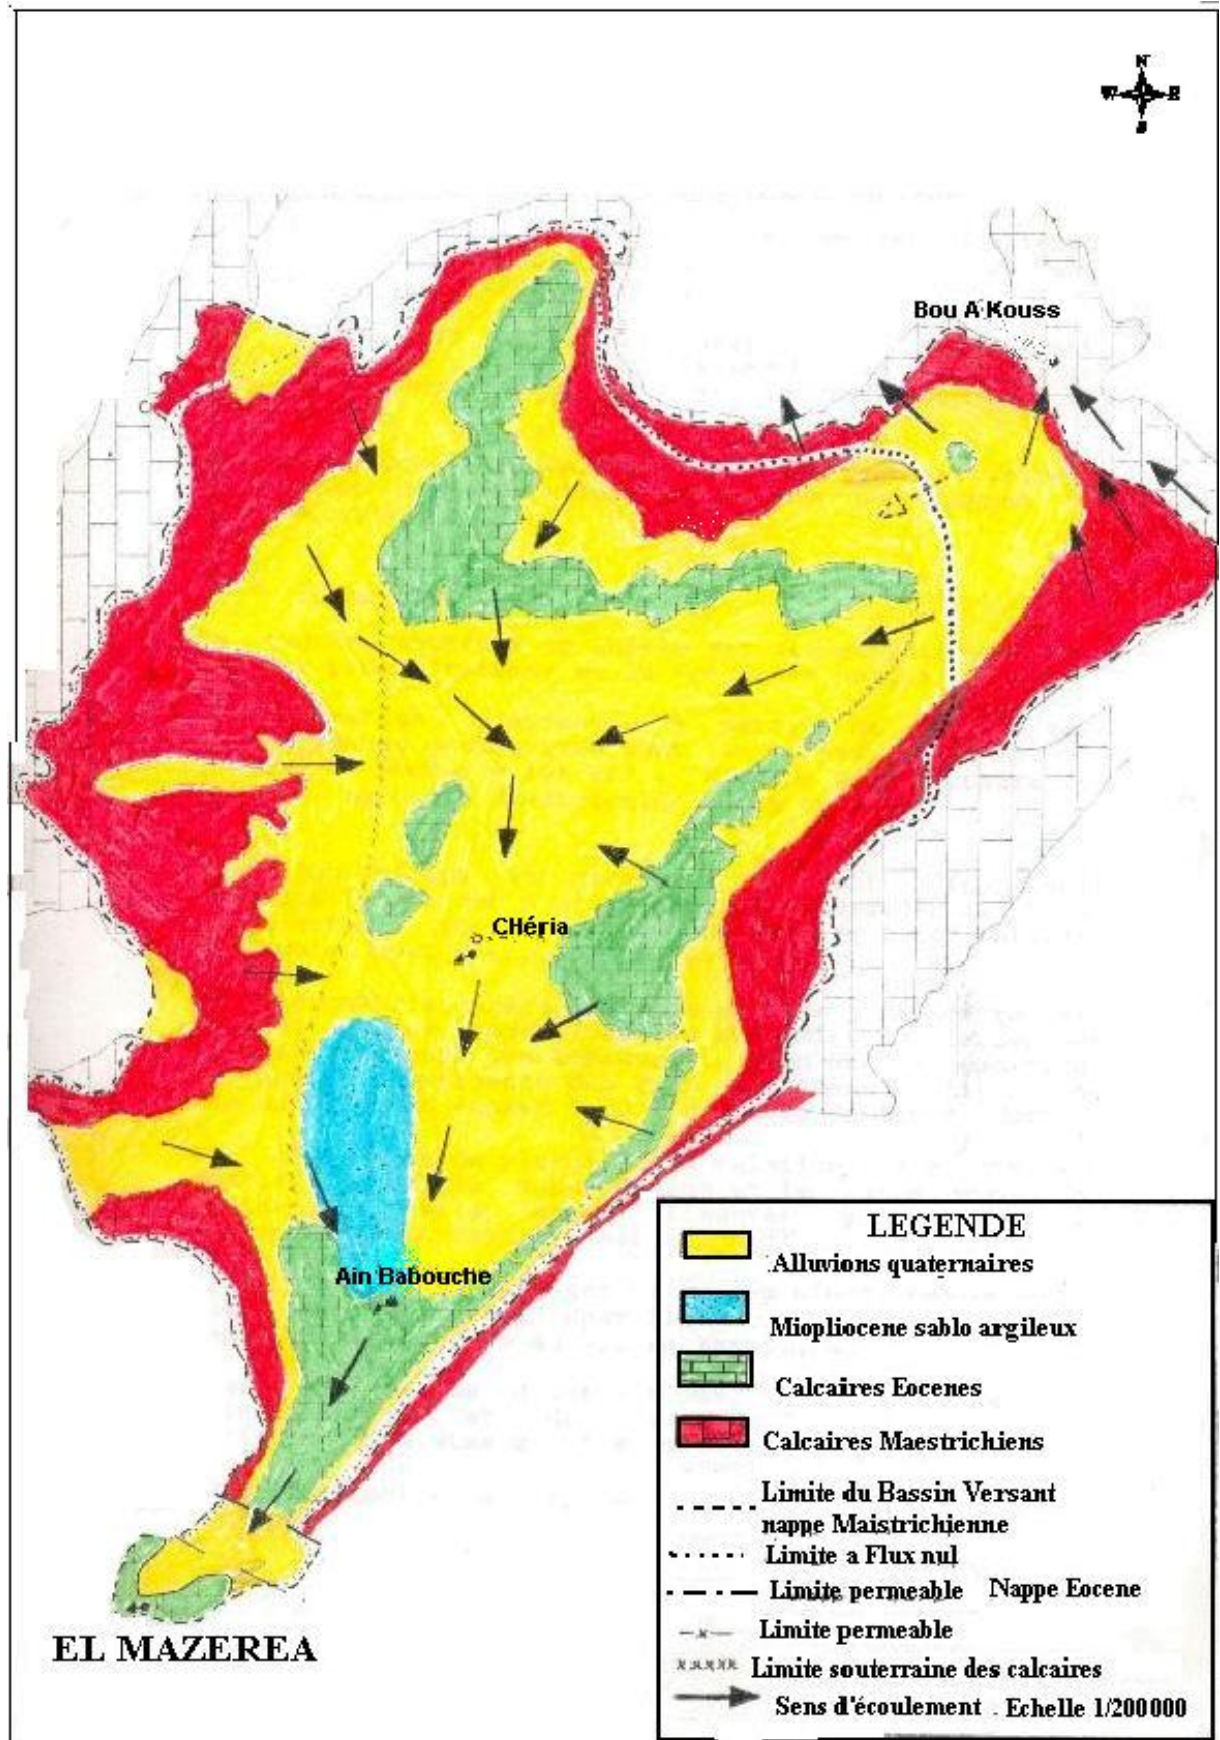 N
W E
S
Bou A Kouss
CHéria
Ain Babouche
EL MAZEREA
LEGENDE
Alluvions quaternaires
Miopliocene sablo argileux
Calcaires Eocenes
Calcaires Maestrichiens
Limite du Bassin Versant
nappe Maistrichienne
Limite a Flux nul
Limite permeable Nappe Eocene
Limite permeable
Limite souterraine des calcaires
Sens d'écoulement . Echelle 1/200000